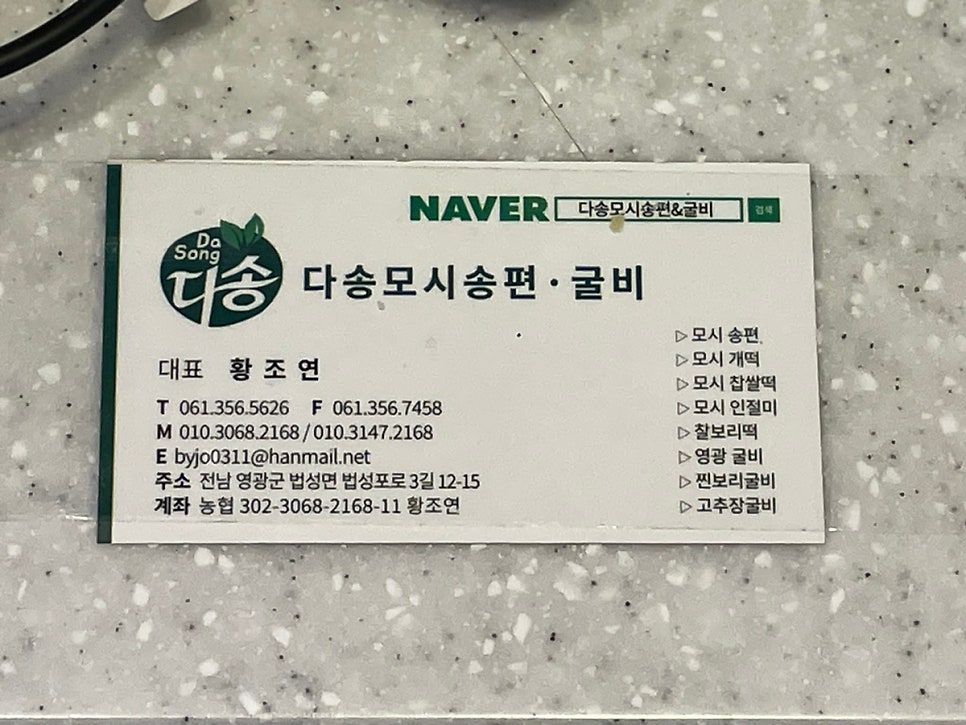 NAVER 다송모시송편&굴비 검색
Da
Song
다송
다송모시송편·굴비
대표 황조연
T 061.356.5626 F 061.356.7458
M 010.3068.2168 / 010.3147.2168
E byjo0311@hanmail.net
주소 전남 영광군 법성면 법성포로3길 12-15
계좌 농협 302-3068-2168-11 황조연
▷ 모시 송편
▷ 모시 개떡
▷ 모시 찹쌀떡
▷ 모시 인절미
▷ 찰보리떡
▷ 영광 굴비
▷ 찐보리굴비
▷ 고추장굴비